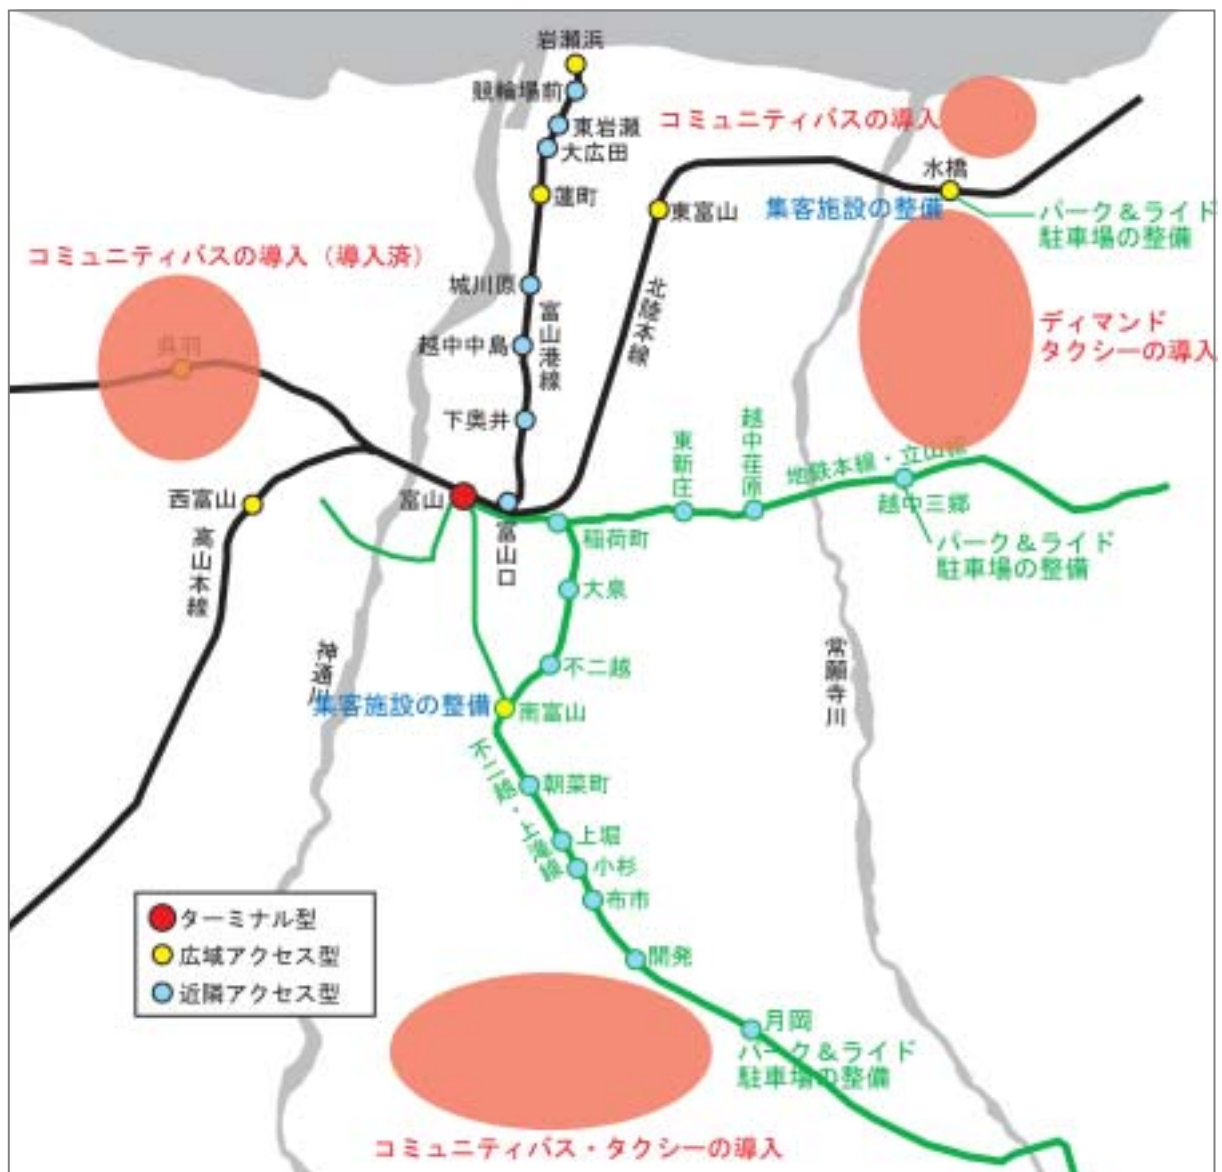 岩瀬浜
競輪場前
東岩瀬
大広田
蓮町
コミュニティバスの導入
水橋
集客施設の整備
パーク＆ライド
駐車場の整備
東富山
コミュニティバスの導入（導入済）
城川原
富山港線
北陸本線
越中中島
呉羽
ディマンド
タクシーの導入
下奥井
東新庄
越中荏原
地鉄本線・立山線
越中三郷
パーク＆ライド
駐車場の整備
西富山
富山
富山口
稲荷町
高山本線
大泉
神通川
不二越
常願寺川
集客施設の整備
南富山
不二越・上滝線
朝菜町
上堀
小杉
布市
開発
ターミナル型
広域アクセス型
近隣アクセス型
月岡
パーク＆ライド
駐車場の整備
コミュニティバス・タクシーの導入